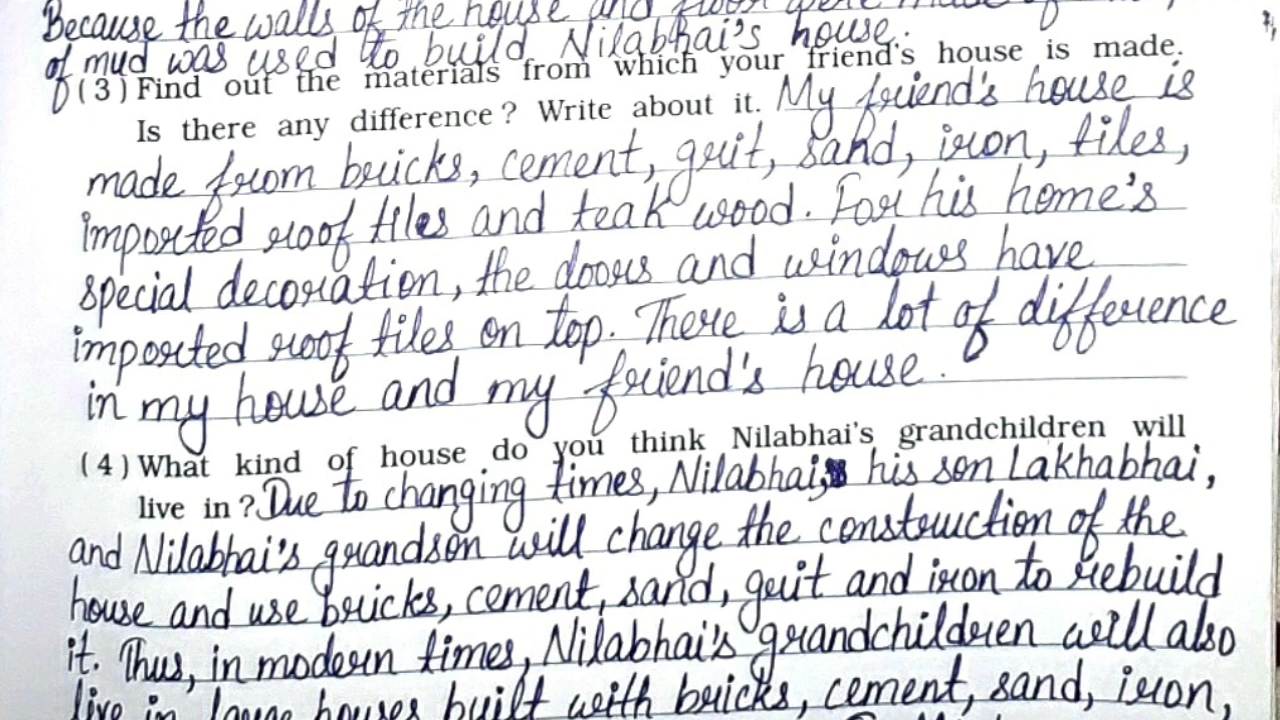 Because the walls of the house and floor were made of
of mud was used to build Nilabhai's house.
(3) Find out the materials from which your friend's house is made.
Is there any difference? Write about it. My friend's house is
made from bricks, cement, grit, sand, iron, tiles,
imported roof tiles and teak wood. For his home's
special decoration, the doors and windows have
imported roof tiles on top. There is a lot of difference
in my house and my friend's house.
(4) What kind of house do you think Nilabhai's grandchildren will
live in? Due to changing times, Nilabhai, his son Lakhabhai,
and Nilabhai's grandson will change the construction of the
house and use bricks, cement, sand, grit and iron to rebuild
it. Thus, in modern times, Nilabhai's grandchildren will also
live in large houses built with bricks, cement, sand, iron,